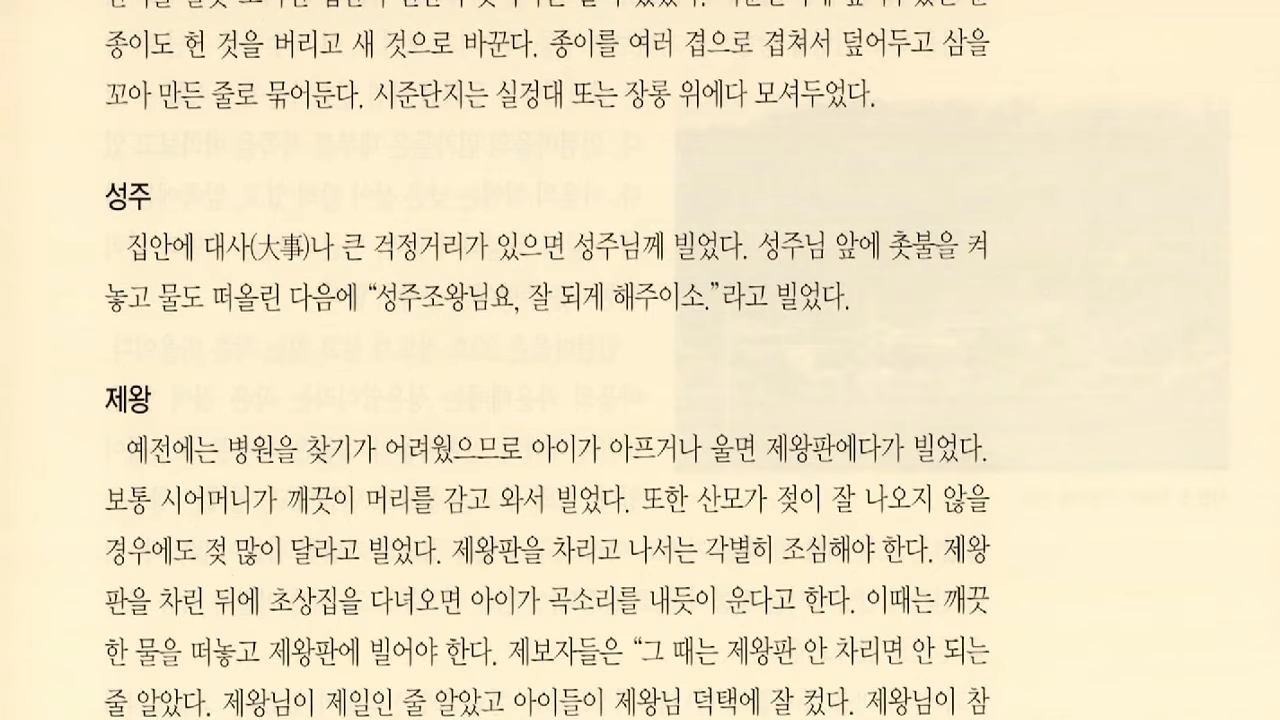 종이도 헌 것을 버리고 새 것으로 바꾼다. 종이를 여러 겹으로 겹쳐서 덮어두고 삼을
꼬아 만든 줄로 묶어둔다. 시준단지는 실겅대 또는 장롱 위에다 모셔두었다.
성주
집안에 대사(大事)나 큰 걱정거리가 있으면 성주님께 빌었다. 성주님 앞에 촛불을 켜
놓고 물도 떠올린 다음에 “성주조왕님요, 잘 되게 해주이소.”라고 빌었다.
제왕
예전에는 병원을 찾기가 어려웠으므로 아이가 아프거나 울면 제왕판에다가 빌었다.
보통 시어머니가 깨끗이 머리를 감고 와서 빌었다. 또한 산모가 젖이 잘 나오지 않을
경우에도 젖 많이 달라고 빌었다. 제왕판을 차리고 나서는 각별히 조심해야 한다. 제왕
판을 차린 뒤에 초상집을 다녀오면 아이가 곡소리를 내듯이 운다고 한다. 이때는 깨끗
한 물을 떠놓고 제왕판에 빌어야 한다. 제보자들은 “그 때는 제왕판 안 차리면 안 되는
줄 알았다. 제왕님이 제일인 줄 알았고 아이들이 제왕님 덕택에 잘 컸다. 제왕님이 참